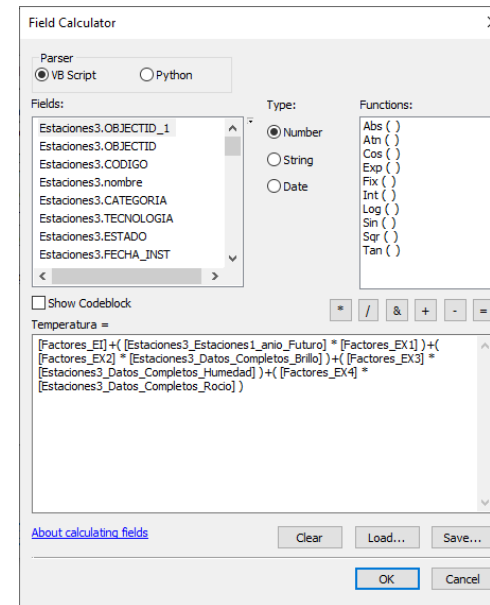 Field Calculator
Parser
VB Script Python
Fields: Type: Functions:
Estaciones3.OBJECTID_1
Estaciones3.OBJECTID
Estaciones3.CODIGO
Estaciones3.nombre
Estaciones3.CATEGORIA
Estaciones3.TECNOLOGIA
Estaciones3.ESTADO
Estaciones3.FECHA_INST
Number
String
Date
Abs ( )
Atn ( )
Cos ( )
Exp ( )
Fix ( )
Int ( )
Log ( )
Sin ( )
Sqr ( )
Tan ( )
Show Codeblock
* / & + - =
Temperatura =
[Factores_EI]+( [Estaciones3_Estaciones1_anio_Futuro] * [Factores_EX1] )+(
[Factores_EX2] * [Estaciones3_Datos_Completos_Brillo] )+( [Factores_EX3] *
[Estaciones3_Datos_Completos_Humedad] )+( [Factores_EX4] *
[Estaciones3_Datos_Completos_Rocio] )
About calculating fields Clear Load... Save...
OK Cancel